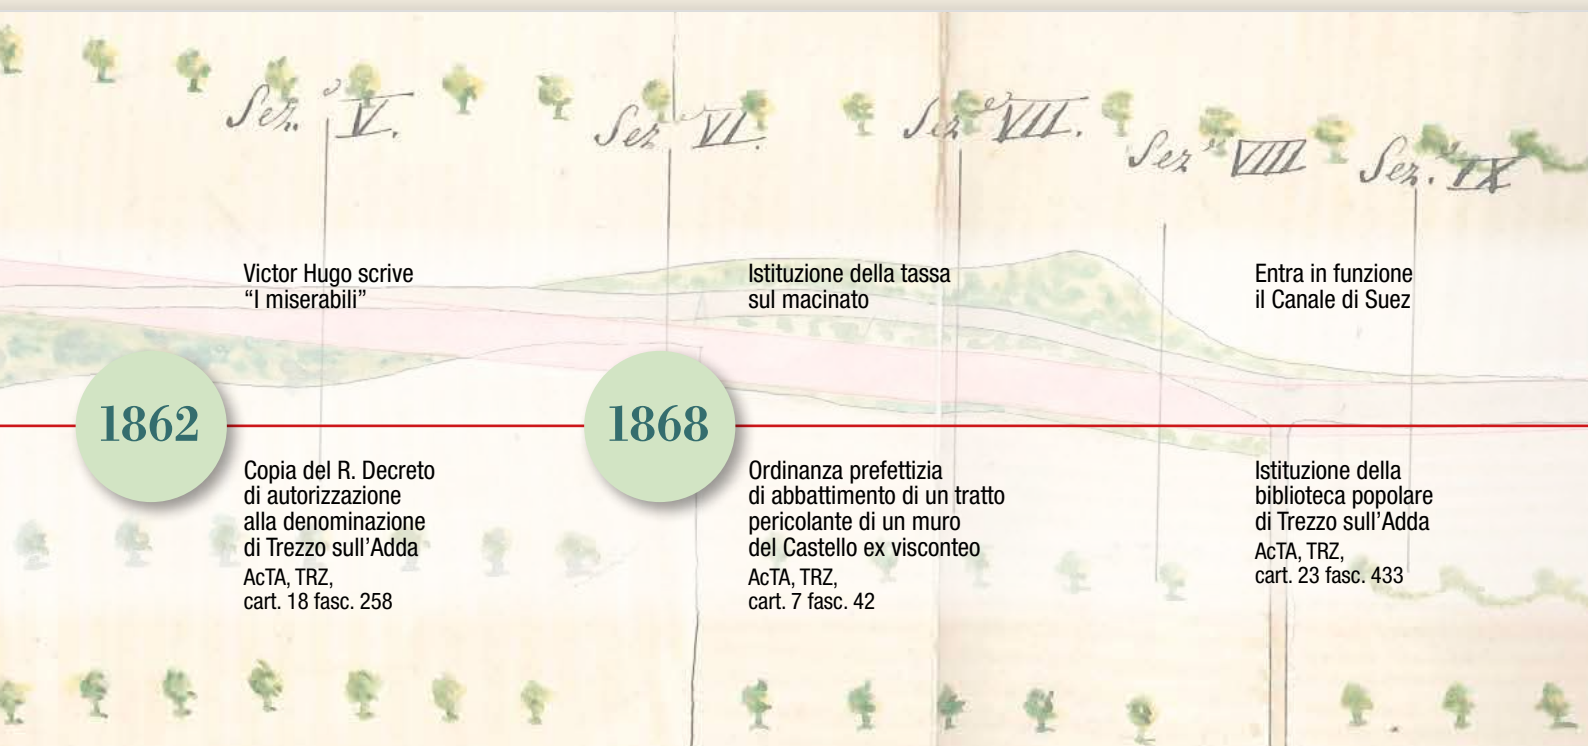 Sez.e V.
Sez.e VI.
Sez.e VII.
Sez.e VIII
Sez.e IX
Victor Hugo scrive
“I miserabili”
Istituzione della tassa
sul macinato
Entra in funzione
il Canale di Suez
1862
1868
Copia del R. Decreto
di autorizzazione
alla denominazione
di Trezzo sull’Adda
AcTA, TRZ,
cart. 18 fasc. 258
Ordinanza prefettizia
di abbattimento di un tratto
pericolante di un muro
del Castello ex visconteo
AcTA, TRZ,
cart. 7 fasc. 42
Istituzione della
biblioteca popolare
di Trezzo sull’Adda
AcTA, TRZ,
cart. 23 fasc. 433